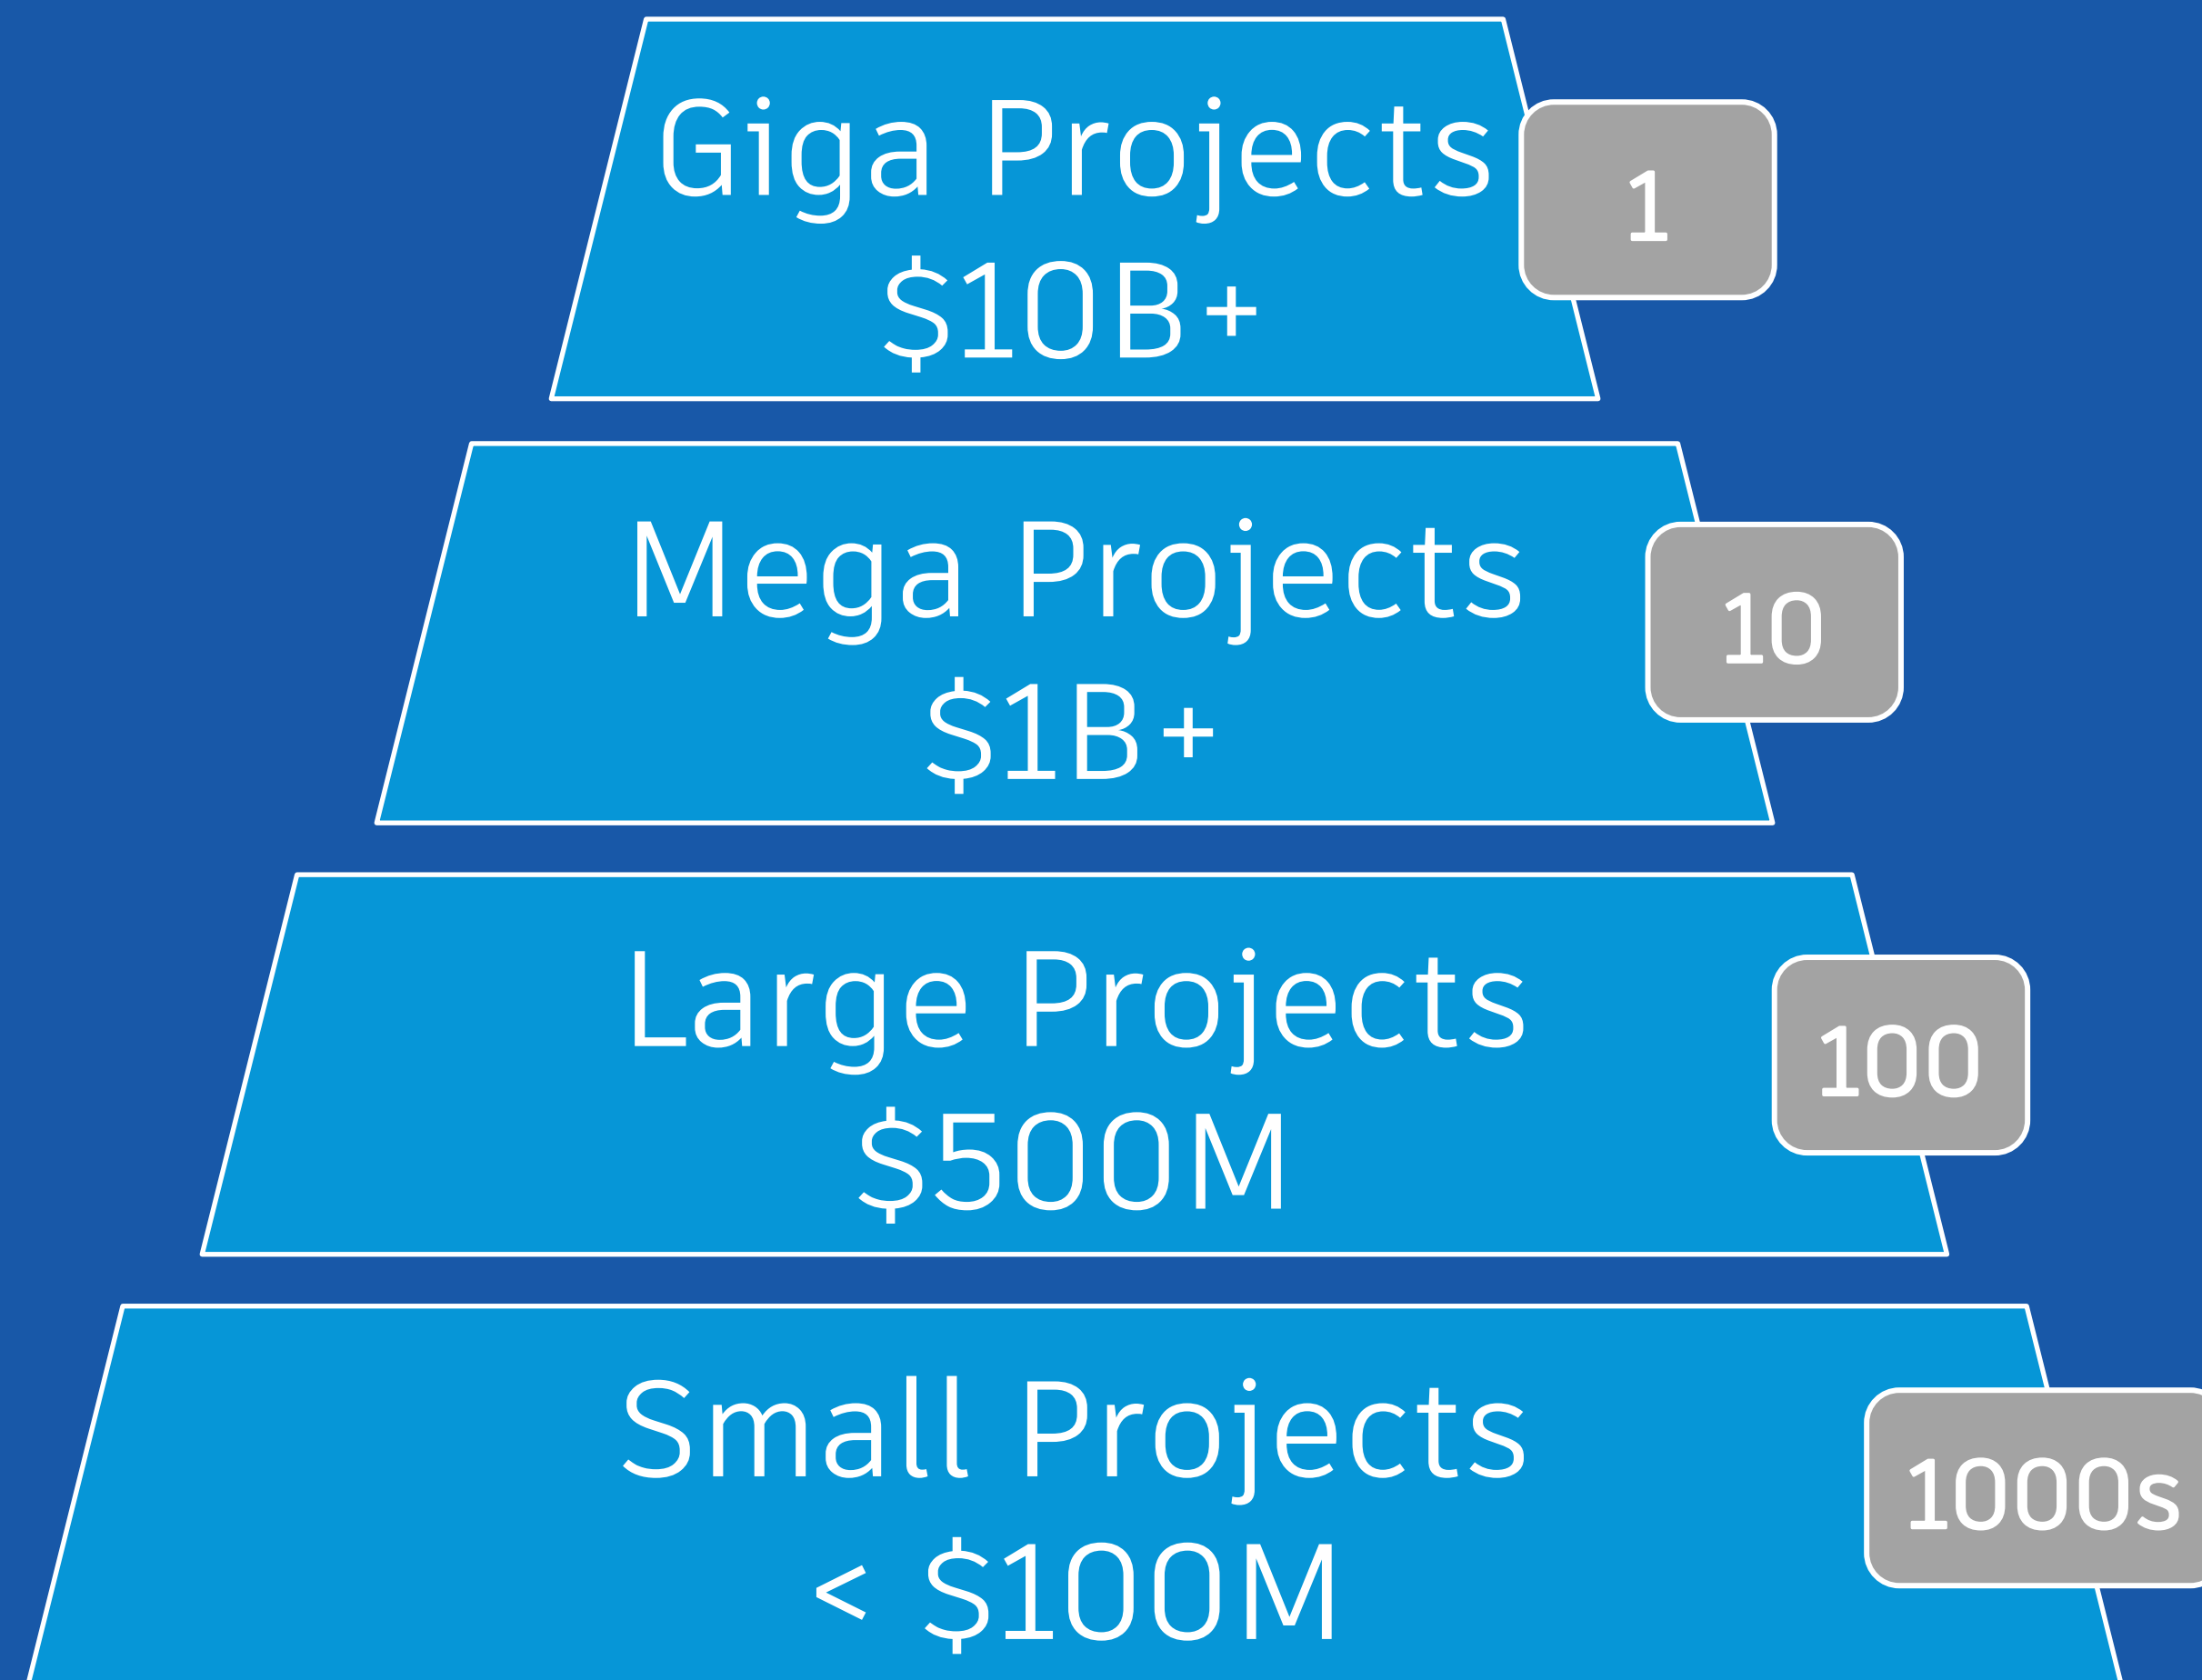 Giga Projects
$10B+
1
Mega Projects
$1B+
10
Large Projects
$500M
100
Small Projects
< $100M
1000s